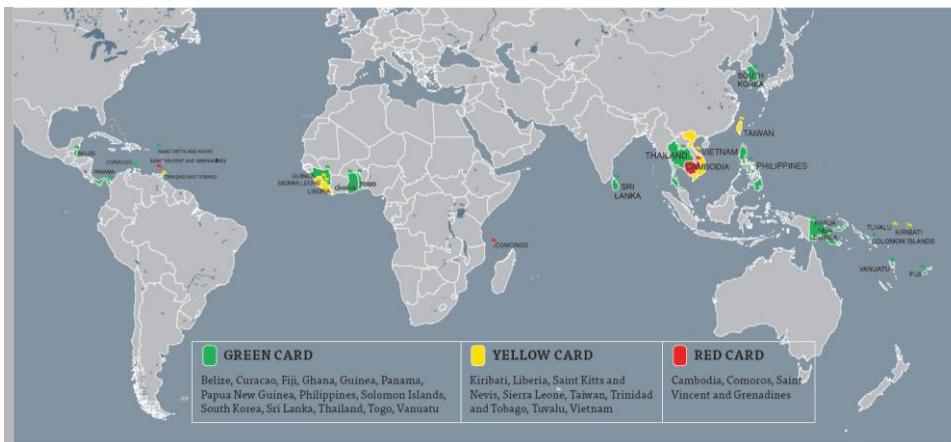 SOUTH
KOREA
TAIWAN
BELIZE
SAINT KITTS AND NEVIS
CURACAO
SAINT VINCENT AND GRENADINES
PANAMA
TRINIDAD AND TOBAGO
THAILAND
VIETNAM
CAMBODIA
PHILIPPINES
GUINEA
SIERRA LEONE
LIBERIA
GHANA
TOGO
SRI
LANKA
COMOROS
PAPUA
NEW
GUINEA
TUVALU
KIRIBATI
SOLOMON ISLANDS
VANUATU
FIJI
GREEN CARD
Belize, Curacao, Fiji, Ghana, Guinea, Panama,
Papua New Guinea, Philippines, Solomon Islands,
South Korea, Sri Lanka, Thailand, Togo, Vanuatu
YELLOW CARD
Kiribati, Liberia, Saint Kitts and
Nevis, Sierra Leone, Taiwan, Trinidad
and Tobago, Tuvalu, Vietnam
RED CARD
Cambodia, Comoros, Saint
Vincent and Grenadines